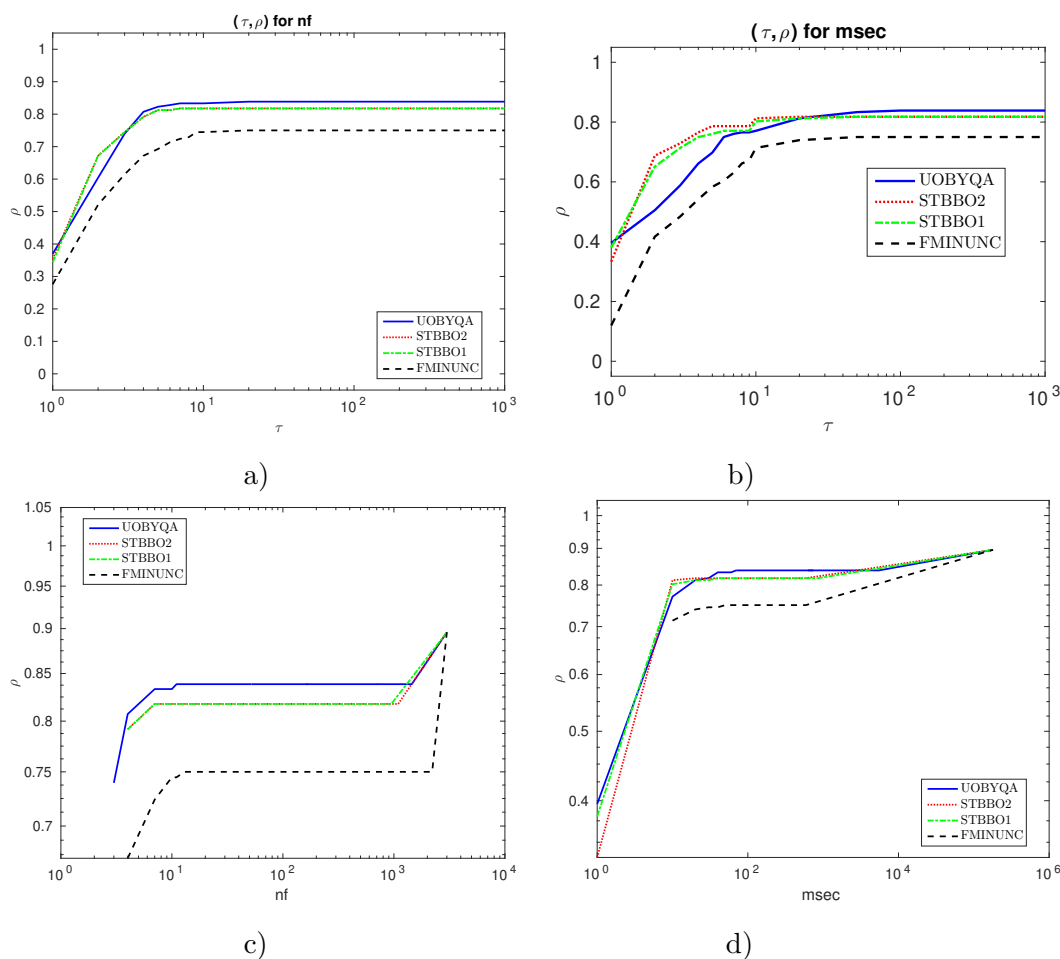 (τ, ρ) for nf
1
0.9
0.8
0.7
0.6
0.5
0.4
0.3
0.2
0.1
0
ρ
10^0
10^1
10^2
10^3
τ
UOBYQA
STBBO2
STBBO1
FMINUNC
a)
(τ, ρ) for msec
1
0.8
0.6
0.4
0.2
0
ρ
10^0
10^1
10^2
10^3
τ
UOBYQA
STBBO2
STBBO1
FMINUNC
b)
1.05
1
0.95
0.9
0.85
0.8
0.75
0.7
ρ
10^0
10^1
10^2
10^3
10^4
nf
UOBYQA
STBBO2
STBBO1
FMINUNC
c)
1
0.9
0.8
0.7
0.6
0.5
0.4
ρ
10^0
10^2
10^4
10^6
msec
UOBYQA
STBBO2
STBBO1
FMINUNC
d)